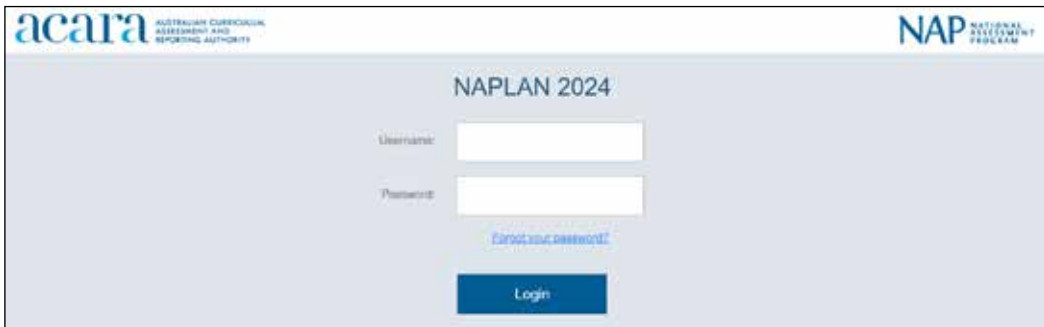 acara AUSTRALIAN CURRICULUM,
ASSESSMENT AND
REPORTING AUTHORITY
NAP NATIONAL
ASSESSMENT
PROGRAM
NAPLAN 2024
Username:
Password:
Forgot your password?
Login